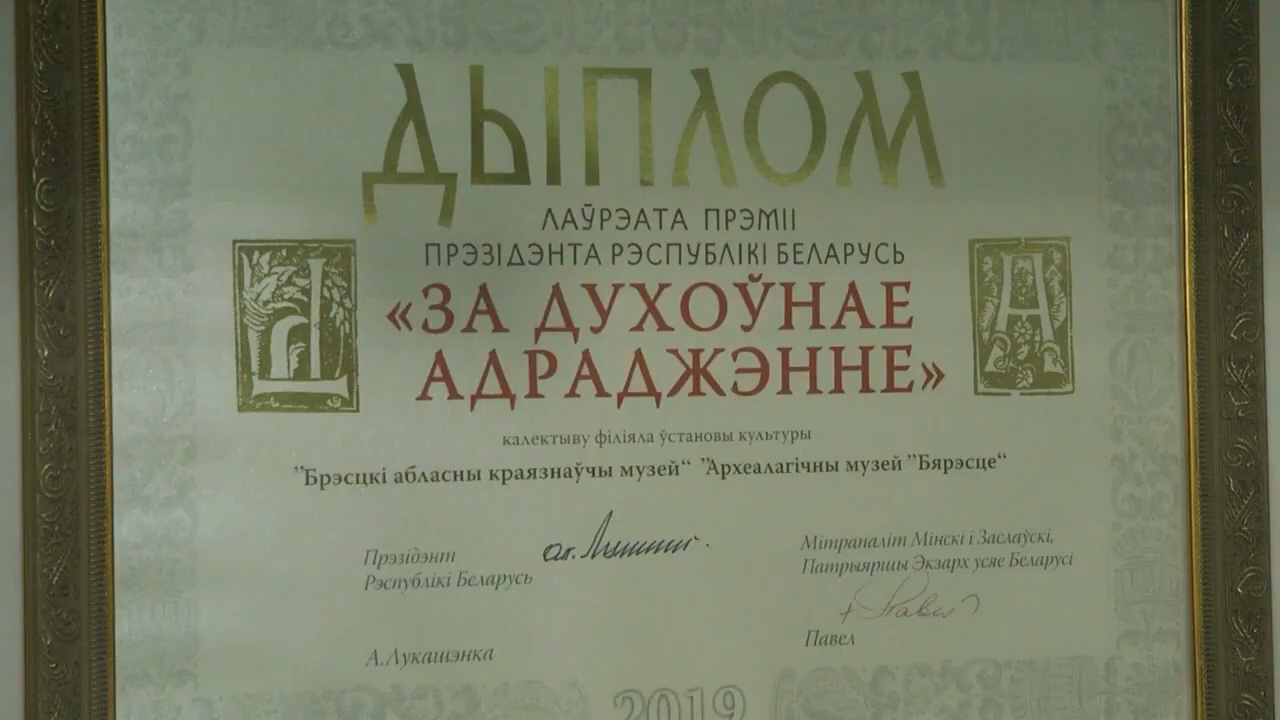 ДЫПЛОМ
ЛАЎРЭАТА ПРЭМІІ
ПРЭЗІДЭНТА РЭСПУБЛІКІ БЕЛАРУСЬ
«ЗА ДУХОЎНАЕ
АДРАДЖЭННЕ»
Д
А
калектыву філіяла ўстановы культуры
"Брэсцкі абласны краязнаўчы музей“ "Археалагічны музей "Бярэсце“
Прэзідэнт
Рэспублікі Беларусь
А.Лукашэнка
Мітрапаліт Мінскі і Заслаўскі,
Патрыяршы Экзарх усяе Беларусі
Павел
2019